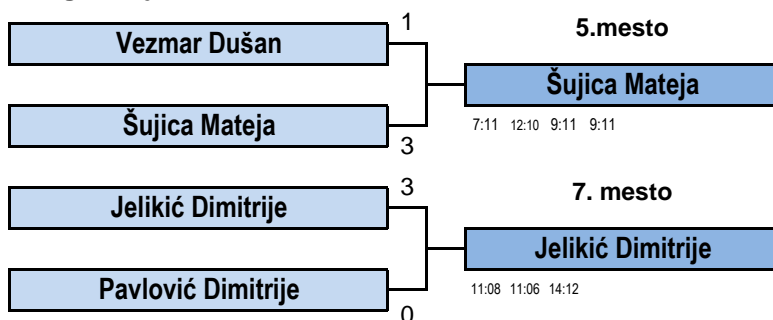 1
5.mesto
Vezmar Dušan
Šujica Mateja
Šujica Mateja
7:11 12:10 9:11 9:11
3
3
7. mesto
Jelikić Dimitrije
Jelikić Dimitrije
Pavlović Dimitrije
11:08 11:06 14:12
0